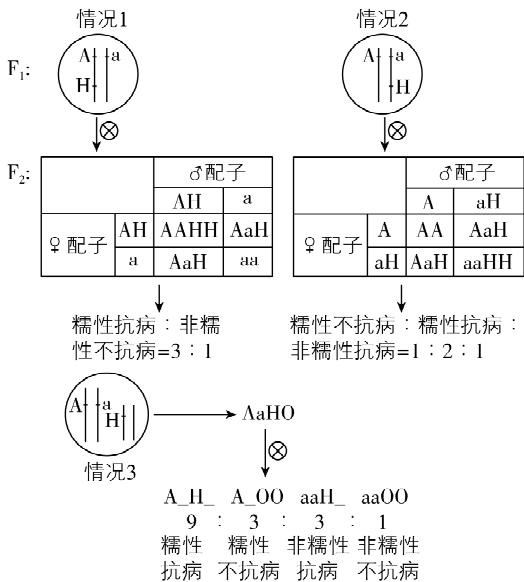 情况1 情况2
F₁: A a A a
H H
⊗ ⊗
F₂: ♂配子 ♂配子
AH a A aH
♀配子 AH AAHH AaH ♀配子 A AA AaH
a AaH aa aH AaH aaHH
糯性抗病：非糯 糯性不抗病：糯性抗病：
性不抗病=3：1 非糯性抗病=1：2：1
A a H AaHO
情况3 ⊗
A_H_ A_OO aaH_ aaOO
9 : 3 : 3 : 1
糯性 糯性 非糯性 非糯性
抗病 不抗病 抗病 不抗病